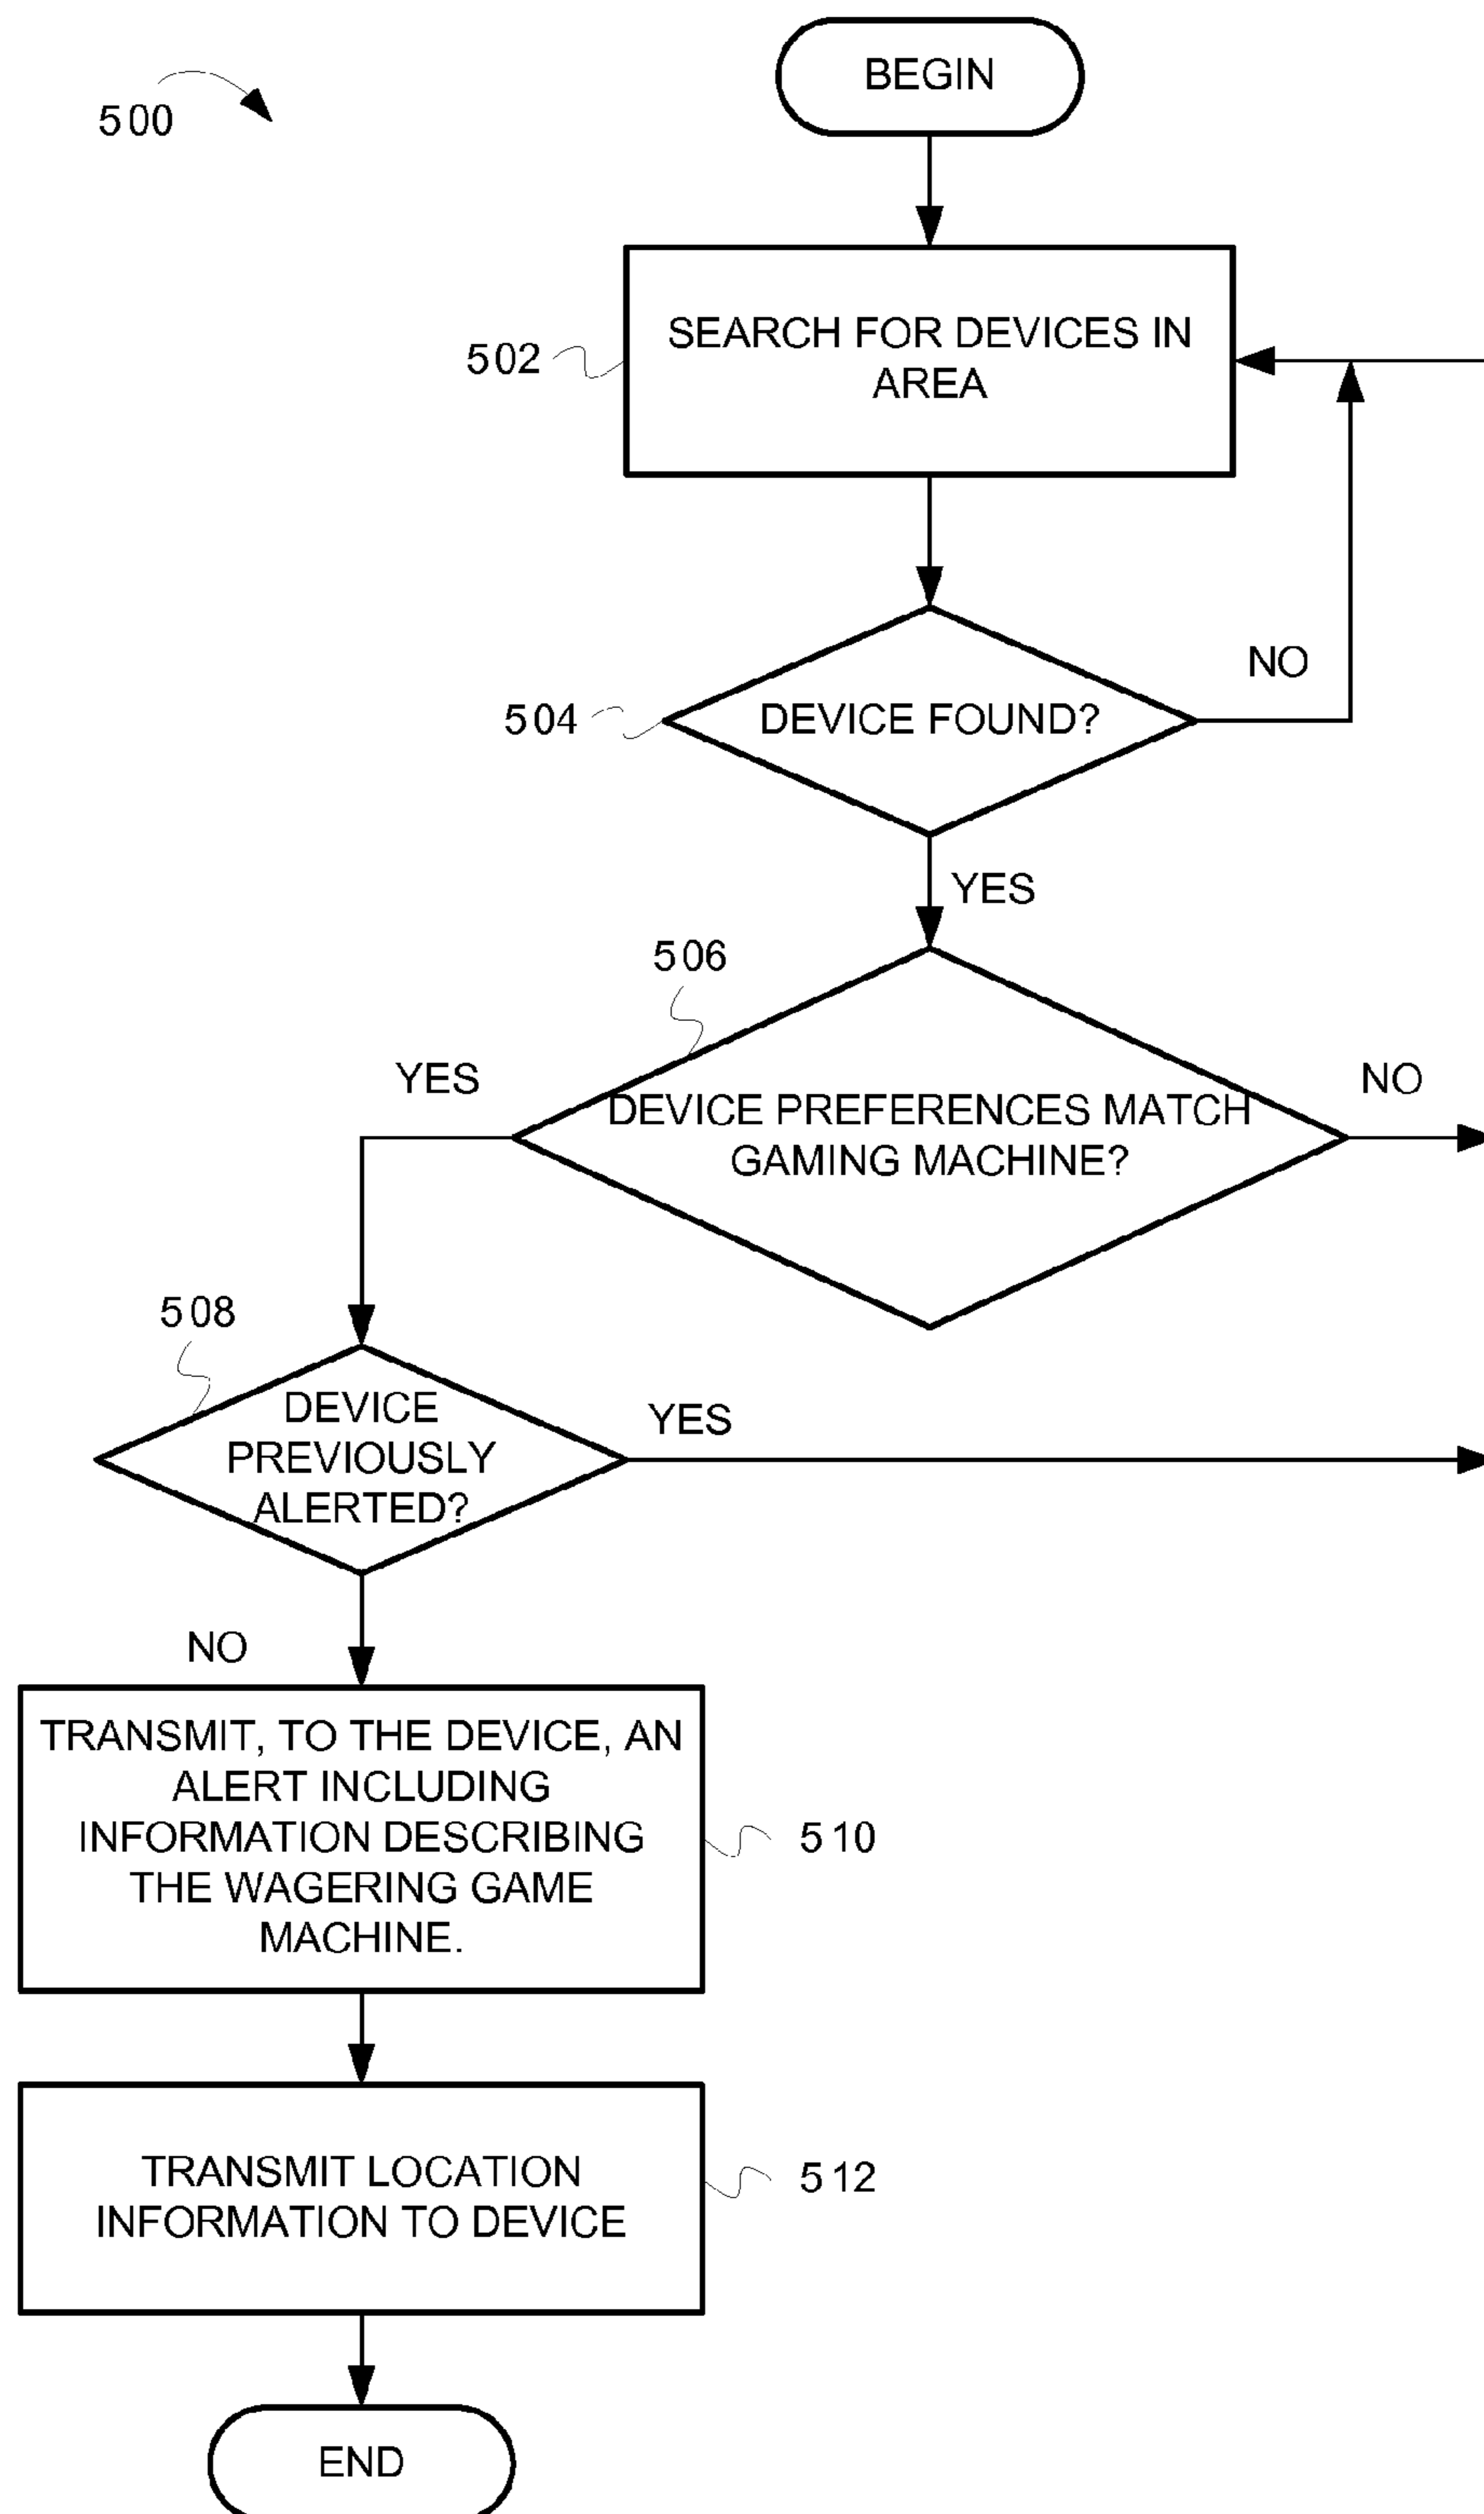 BEGIN
500
SEARCH FOR DEVICES IN
AREA
502
NO
504
DEVICE FOUND?
YES
506
YES
NO
DEVICE PREFERENCES MATCH
GAMING MACHINE?
508
DEVICE
PREVIOUSLY
ALERTED?
YES
NO
TRANSMIT, TO THE DEVICE, AN
ALERT INCLUDING
INFORMATION DESCRIBING
THE WAGERING GAME
MACHINE.
510
TRANSMIT LOCATION
INFORMATION TO DEVICE
512
END